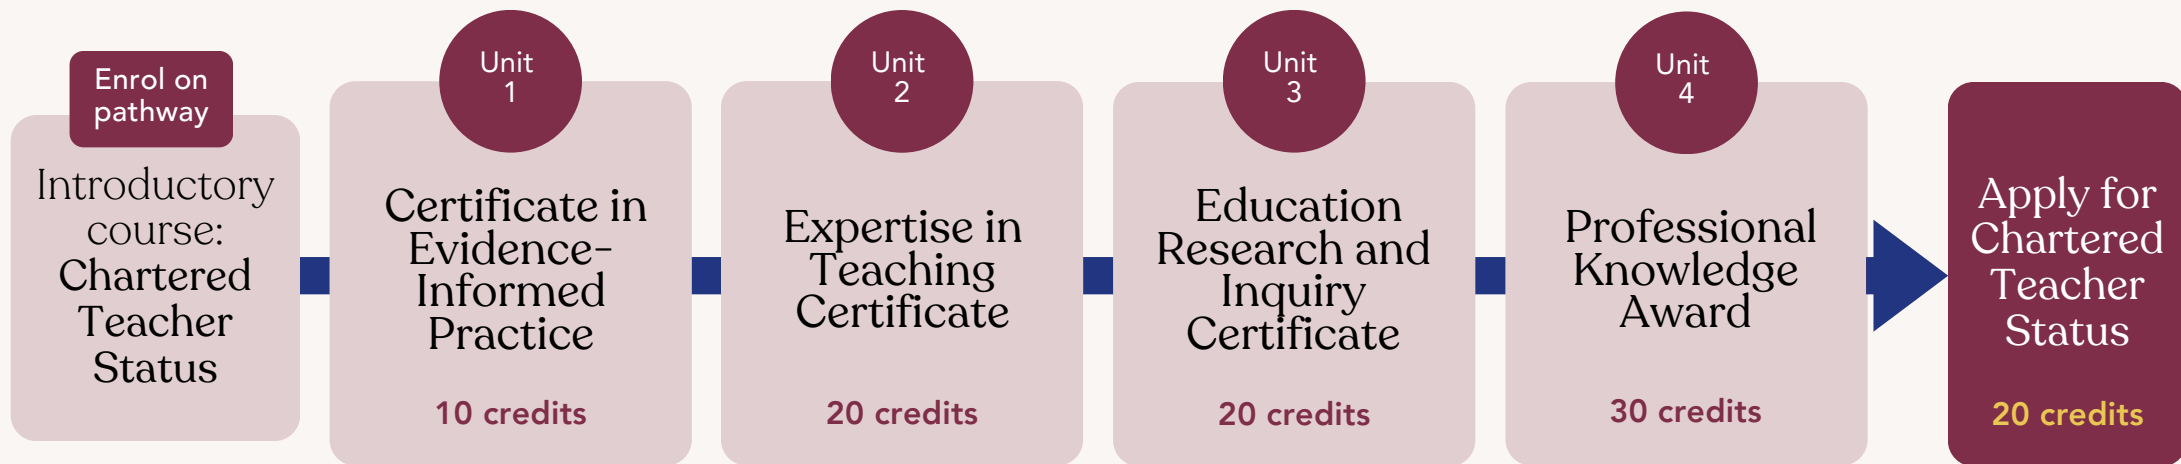 Enrol on
pathway
Introductory
course:
Chartered
Teacher
Status
Unit
1
Certificate in
Evidence-
Informed
Practice
10 credits
Unit
2
Expertise in
Teaching
Certificate
20 credits
Unit
3
Education
Research and
Inquiry
Certificate
20 credits
Unit
4
Professional
Knowledge
Award
30 credits
Apply for
Chartered
Teacher
Status
20 credits